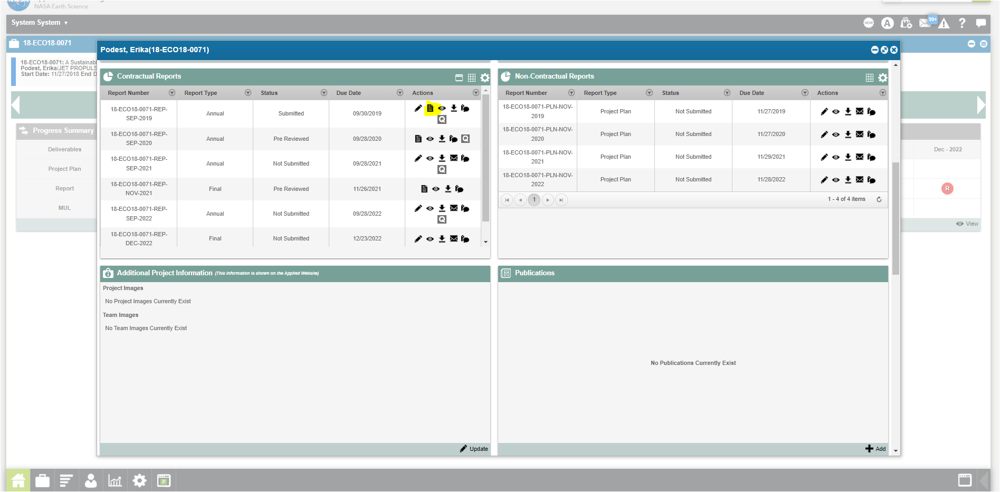 NASA Earth Science
System System
NEW
A
99+
?
18-ECO18-0071
18-ECO18-0071: A Sustainabl
Podest, Erika(JET PROPULS
Start Date: 11/27/2018 End D
Progress Summary
Deliverables
Project Plan
Report
MUL
Dec - 2022
R
View
Podest, Erika(18-ECO18-0071)
Contractual Reports
Report Number Report Type Status Due Date Actions
18-ECO18-0071-REP-
SEP-2019
Annual Submitted 09/30/2019
Q
18-ECO18-0071-REP-
SEP-2020
Annual Pre Reviewed 09/28/2020 Q
18-ECO18-0071-REP-
SEP-2021
Annual Not Submitted 09/28/2021
Q
18-ECO18-0071-REP-
NOV-2021
Final Pre Reviewed 11/26/2021
18-ECO18-0071-REP-
SEP-2022
Annual Not Submitted 09/28/2022
Q
18-ECO18-0071-REP-
DEC-2022
Final Not Submitted 12/23/2022
Non-Contractual Reports
Report Number Report Type Status Due Date Actions
18-ECO18-0071-PLN-NOV-
2019
Project Plan Not Submitted 11/27/2019
18-ECO18-0071-PLN-NOV-
2020
Project Plan Not Submitted 11/27/2020
18-ECO18-0071-PLN-NOV-
2021
Project Plan Not Submitted 11/29/2021
18-ECO18-0071-PLN-NOV-
2022
Project Plan Not Submitted 11/28/2022
1
1 - 4 of 4 items
Additional Project Information (This information is shown on the Applied Website)
Project Images
No Project Images Currently Exist
Team Images
No Team Images Currently Exist
Update
Publications
No Publications Currently Exist
Add
P